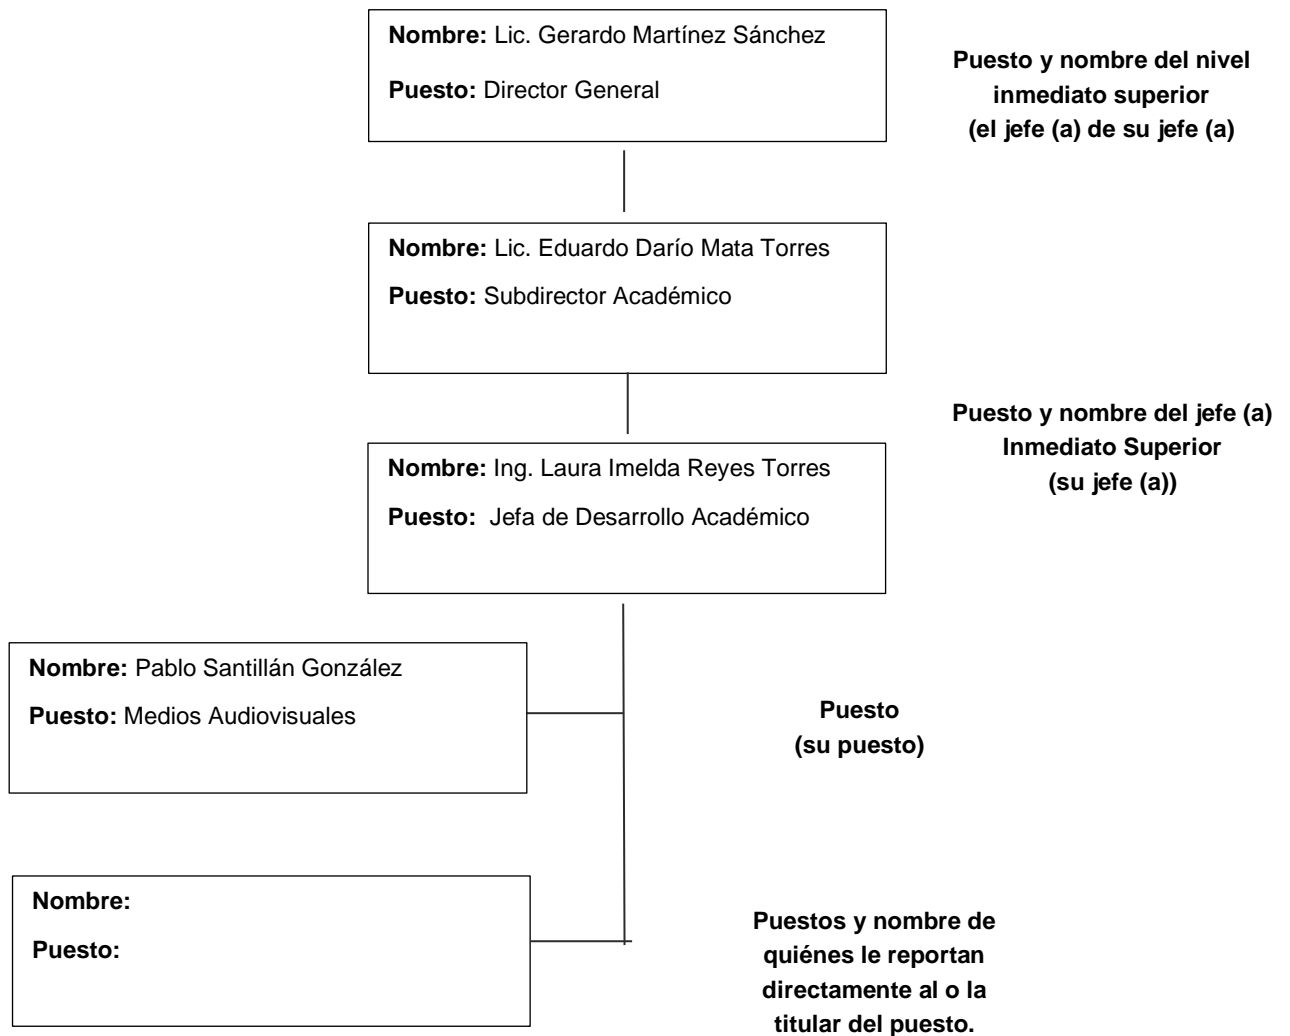 Nombre: Lic. Gerardo Martínez Sánchez
Puesto: Director General
Puesto y nombre del nivel
inmediato superior
(el jefe (a) de su jefe (a)
Nombre: Lic. Eduardo Darío Mata Torres
Puesto: Subdirector Académico
Puesto y nombre del jefe (a)
Inmediato Superior
(su jefe (a))
Nombre: Ing. Laura Imelda Reyes Torres
Puesto: Jefa de Desarrollo Académico
Nombre: Pablo Santillán González
Puesto: Medios Audiovisuales
Puesto
(su puesto)
Nombre:
Puesto:
Puestos y nombre de
quiénes le reportan
directamente al o la
titular del puesto.